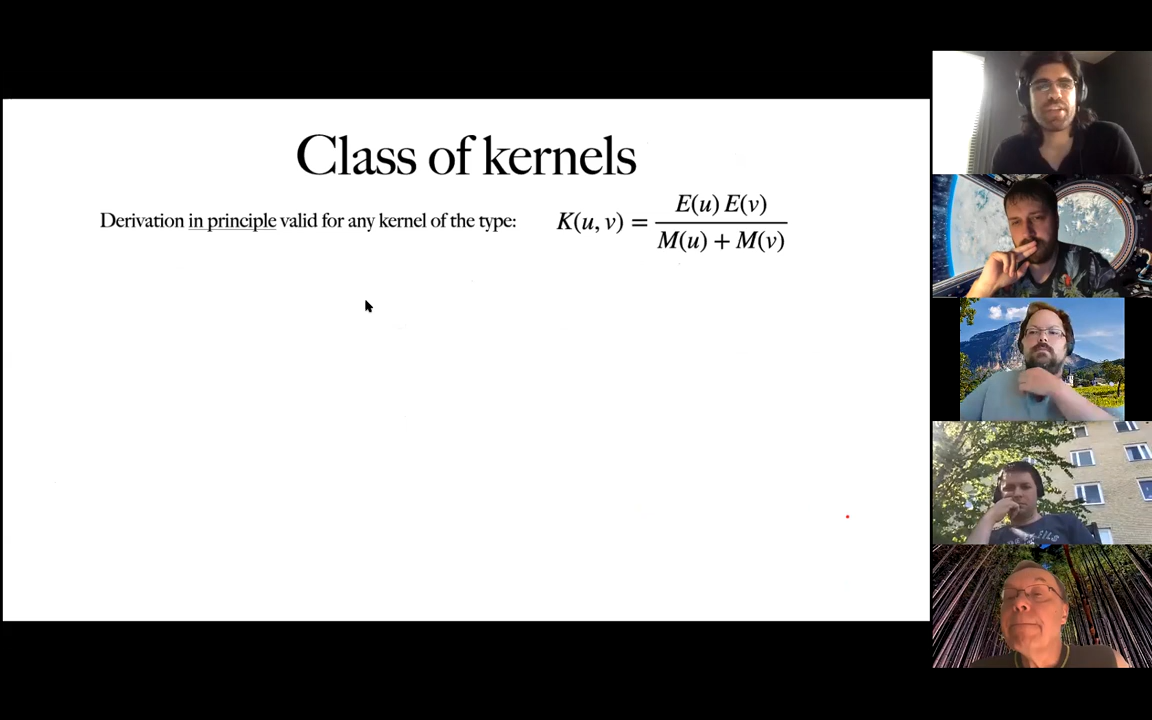 Class of kernels
Derivation in principle valid for any kernel of the type: K(u, v) = E(u) E(v) / M(u) + M(v)